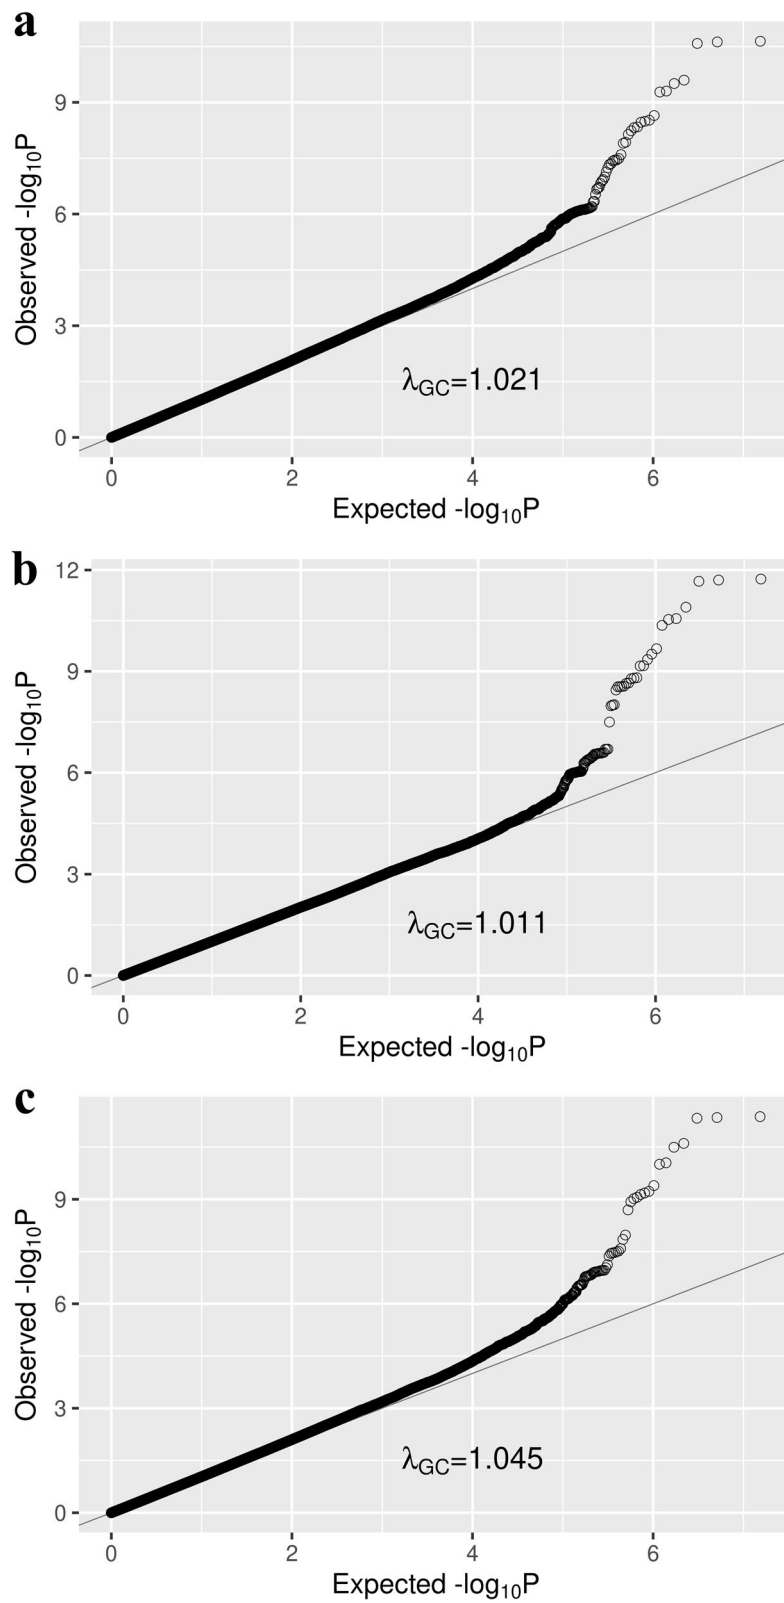 a
Observed -log₁₀P
9
6
3
0
λGC=1.021
0 2 4 6
Expected -log₁₀P
b
Observed -log₁₀P
12
9
6
3
0
λGC=1.011
0 2 4 6
Expected -log₁₀P
c
Observed -log₁₀P
9
6
3
0
λGC=1.045
0 2 4 6
Expected -log₁₀P